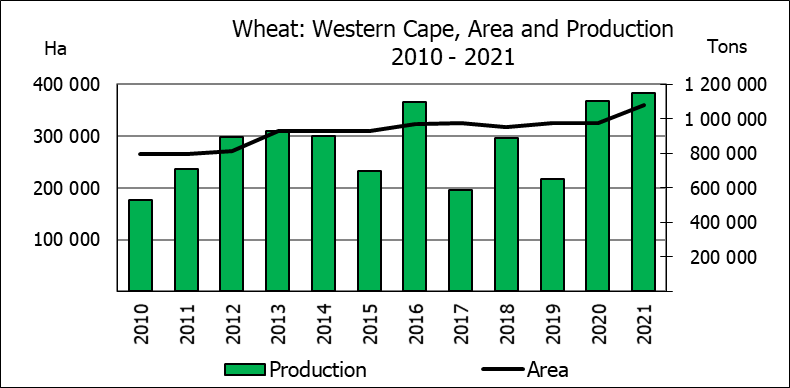 Wheat: Western Cape, Area and Production
2010 - 2021
Ha
Tons
400 000
300 000
200 000
100 000
1 200 000
1 000 000
800 000
600 000
400 000
200 000
2010
2011
2012
2013
2014
2015
2016
2017
2018
2019
2020
2021
Production
Area